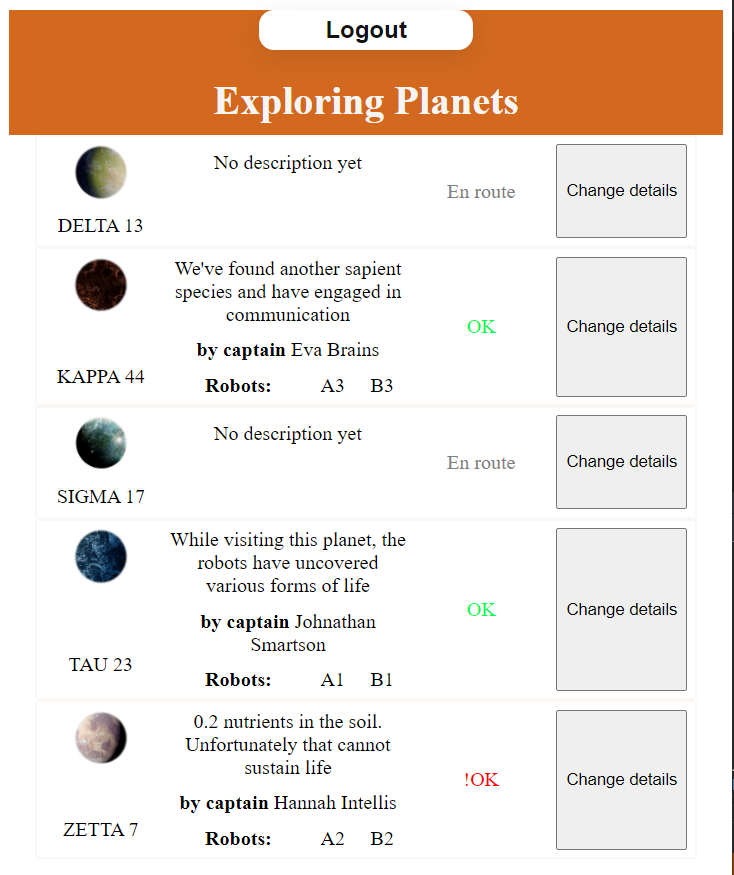 Logout
Exploring Planets
No description yet
En route
Change details
DELTA 13
We've found another sapient
species and have engaged in
communication
by captain Eva Brains
Robots: A3 B3
KAPPA 44
OK
Change details
No description yet
En route
Change details
SIGMA 17
While visiting this planet, the
robots have uncovered
various forms of life
by captain Johnathan
Smartson
Robots: A1 B1
TAU 23
OK
Change details
0.2 nutrients in the soil.
Unfortunately that cannot
sustain life
by captain Hannah Intellis
Robots: A2 B2
ZETTA 7
!OK
Change details